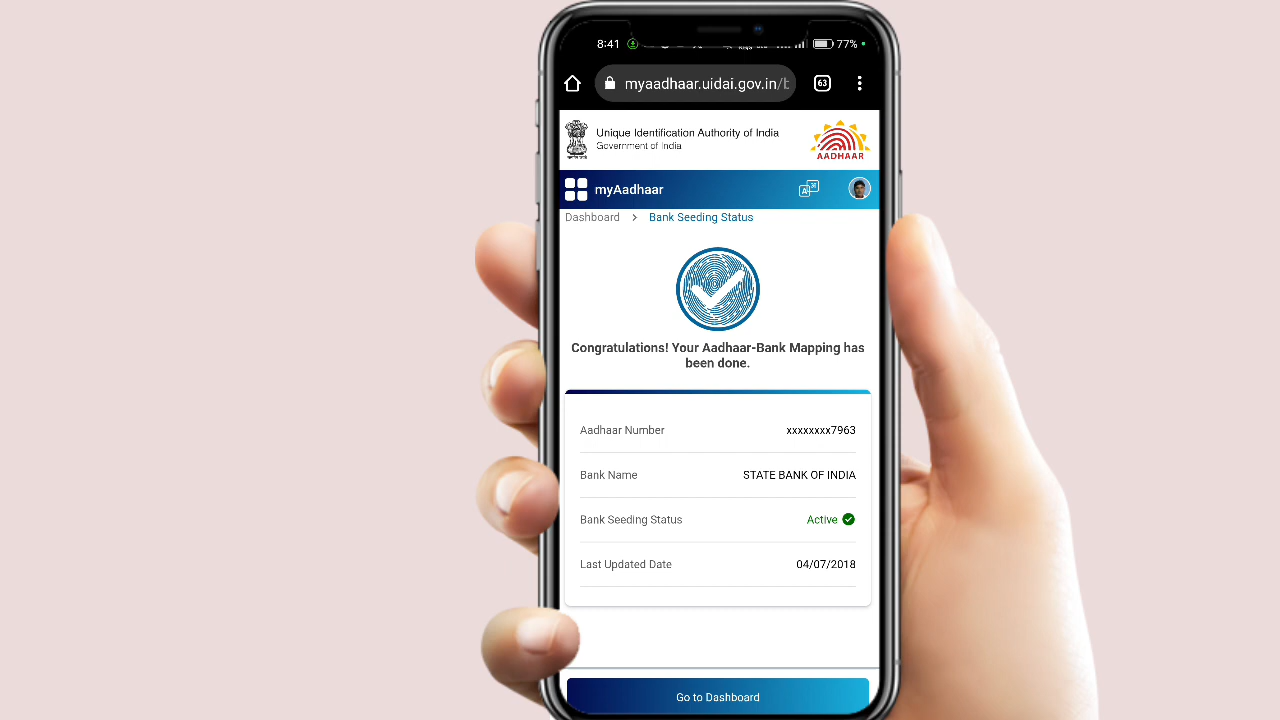 8:41
77%
myaadhaar.uidai.gov.in/b
63
Unique Identification Authority of India
Government of India
AADHAAR
myAadhaar
Dashboard > Bank Seeding Status
Congratulations! Your Aadhaar-Bank Mapping has
been done.
Aadhaar Number xxxxxxxx7963
Bank Name STATE BANK OF INDIA
Bank Seeding Status Active
Last Updated Date 04/07/2018
Go to Dashboard